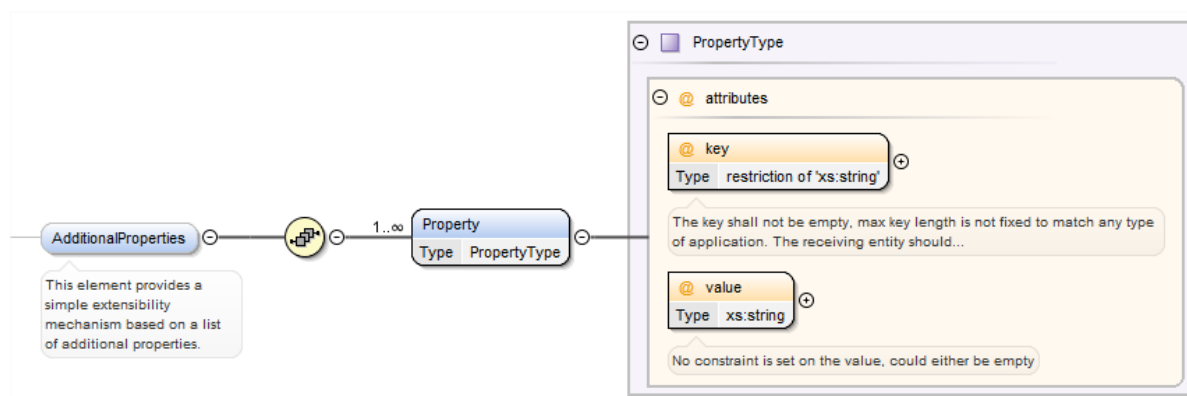 PropertyType
@ attributes
@ key
Type restriction of 'xs:string'
The key shall not be empty, max key length is not fixed to match any type
of application. The receiving entity should...
1..∞
Property
Type PropertyType
AdditionalProperties
This element provides a
simple extensibility
mechanism based on a list
of additional properties.
@ value
Type xs:string
No constraint is set on the value, could either be empty